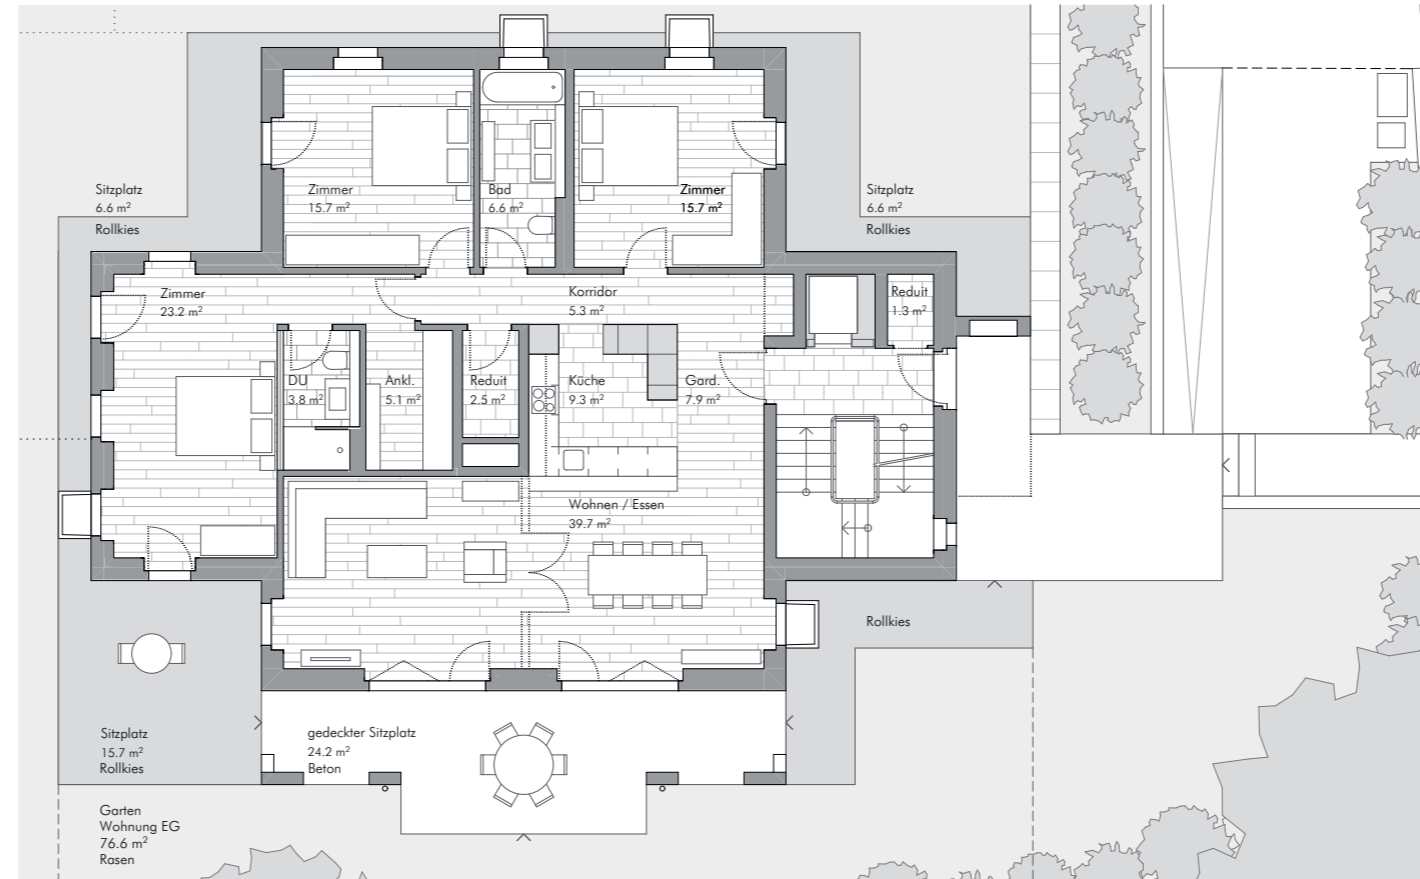 Sitzplatz
6.6 m²
Rollkies
Zimmer
15.7 m²
Bad
6.6 m²
Zimmer
15.7 m²
Sitzplatz
6.6 m²
Rollkies
Zimmer
23.2 m²
Korridor
5.3 m²
Reduit
1.3 m²
DU
3.8 m²
Ankl.
5.1 m²
Reduit
2.5 m²
Küche
9.3 m²
Gard.
7.9 m²
Wohnen / Essen
39.7 m²
Rollkies
Sitzplatz
15.7 m²
Rollkies
gedeckter Sitzplatz
24.2 m²
Beton
Garten
Wohnung EG
76.6 m²
Rasen